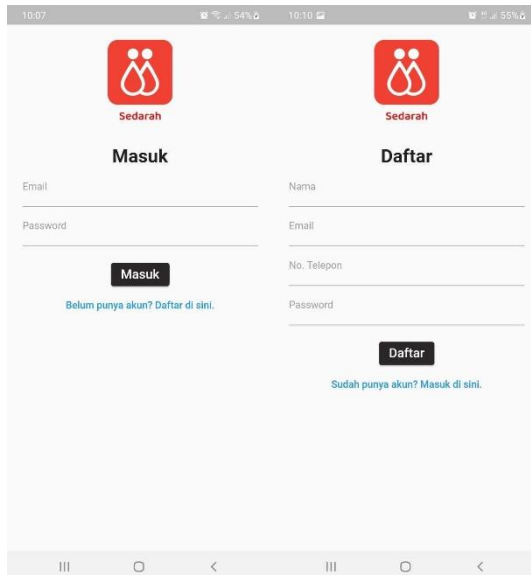 10:07
54%
Sedarah
Masuk
Email
Password
Masuk
Belum punya akun? Daftar di sini.
10:10
55%
Sedarah
Daftar
Nama
Email
No. Telepon
Password
Daftar
Sudah punya akun? Masuk di sini.